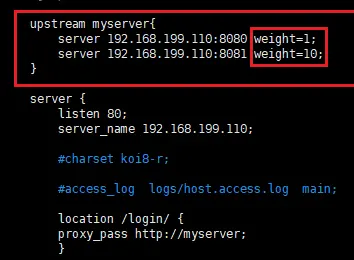 upstream myserver{
server 192.168.199.110:8080 weight=1;
server 192.168.199.110:8081 weight=10;
}
server {
listen 80;
server_name 192.168.199.110;
#charset koi8-r;
#access_log logs/host.access.log main;
location /login/ {
proxy_pass http://myserver;
}